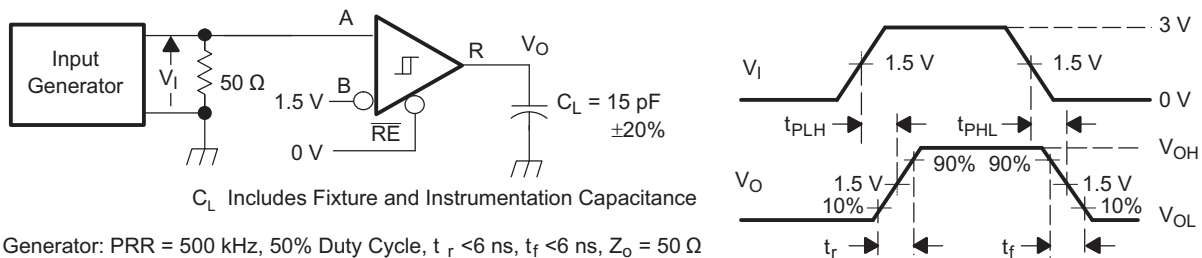 Input
Generator
V_I
50 Ω
A
B
1.5 V
RE
0 V
R
V_O
C_L = 15 pF
±20%
C_L Includes Fixture and Instrumentation Capacitance
Generator: PRR = 500 kHz, 50% Duty Cycle, t_r <6 ns, t_f <6 ns, Z_o = 50 Ω
3 V
V_I
1.5 V
1.5 V
0 V
t_PLH
t_PHL
V_OH
90%
90%
V_O
1.5 V
1.5 V
10%
10%
V_OL
t_r
t_f